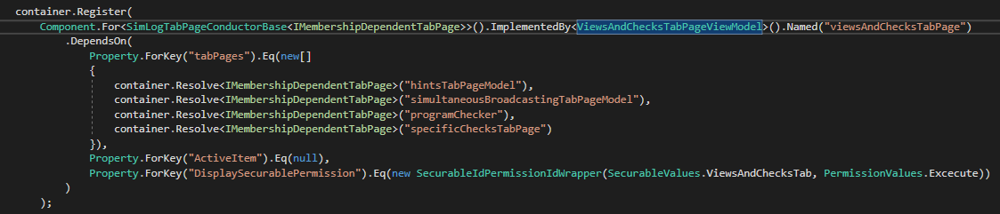 container.Register(
Component.For<SimLogTabPageConductorBase<IMembershipDependentTabPage>>().ImplementedBy<ViewsAndChecksTabPageViewModel>().Named("viewsAndChecksTabPage")
.DependsOn(
Property.ForKey("tabPages").Eq(new[]
{
container.Resolve<IMembershipDependentTabPage>("hintsTabPageModel"),
container.Resolve<IMembershipDependentTabPage>("simultaneousBroadcastingTabPageModel"),
container.Resolve<IMembershipDependentTabPage>("programChecker"),
container.Resolve<IMembershipDependentTabPage>("specificChecksTabPage")
}),
Property.ForKey("ActiveItem").Eq(null),
Property.ForKey("DisplaySecurablePermission").Eq(new SecurableIdPermissionIdWrapper(SecurableValues.ViewsAndChecksTab, PermissionValues.Excecute))
)
);